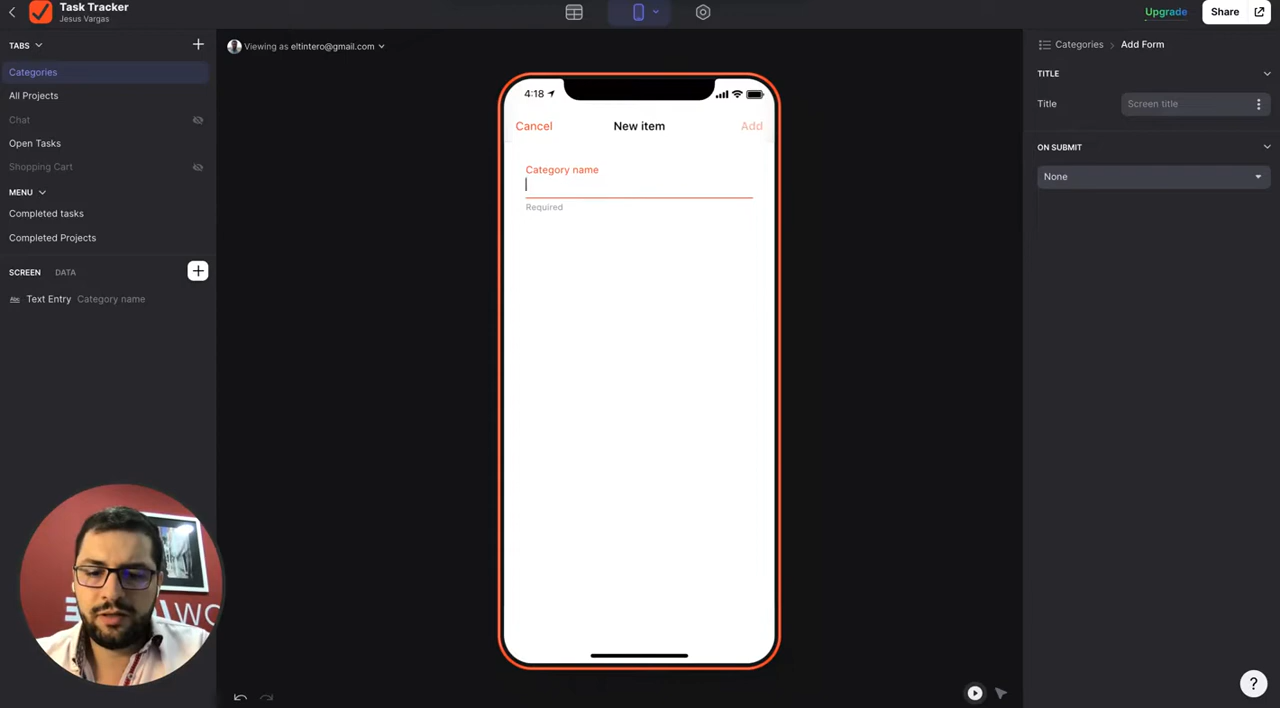 Task Tracker
Jesus Vargas
Upgrade
Share
TABS
Categories
All Projects
Chat
Open Tasks
Shopping Cart
MENU
Completed tasks
Completed Projects
SCREEN DATA
Text Entry Category name
Viewing as eltintero@gmail.com
4:18
Cancel New item Add
Category name
Required
Categories > Add Form
TITLE
Title Screen title
ON SUBMIT
None
?